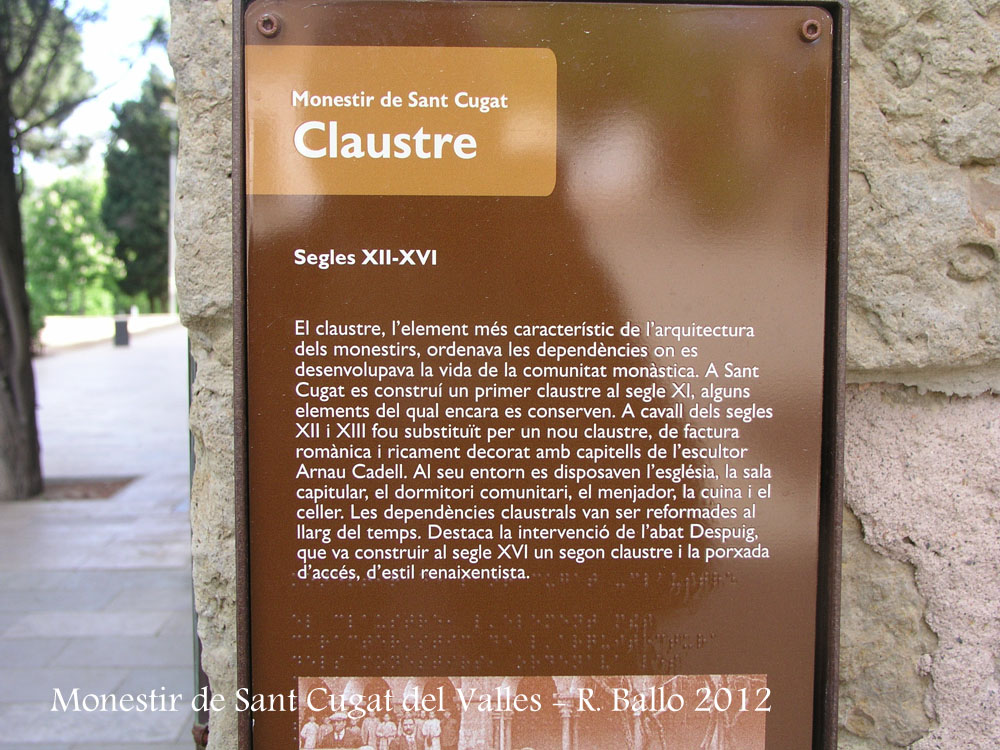 Monestir de Sant Cugat
Claustre
Segles XII-XVI
El claustre, l'element més característic de l'arquitectura
dels monestirs, ordenava les dependències on es
desenvolupava la vida de la comunitat monàstica. A Sant
Cugat es construí un primer claustre al segle XI, alguns
elements del qual encara es conserven. A cavall dels segles
XII i XIII fou substituït per un nou claustre, de factura
romànica i ricament decorat amb capitells de l'escultor
Arnau Cadell. Al seu entorn es disposaven l'església, la sala
capitular, el dormitori comunitari, el menjador, la cuina i el
celler. Les dependències claustrals van ser reformades al
llarg del temps. Destaca la intervenció de l'abat Despuig,
que va construir al segle XVI un segon claustre i la porxada
d'accés, d'estil renaixentista.
Monestir de Sant Cugat del Valles - R. Ballo 2012